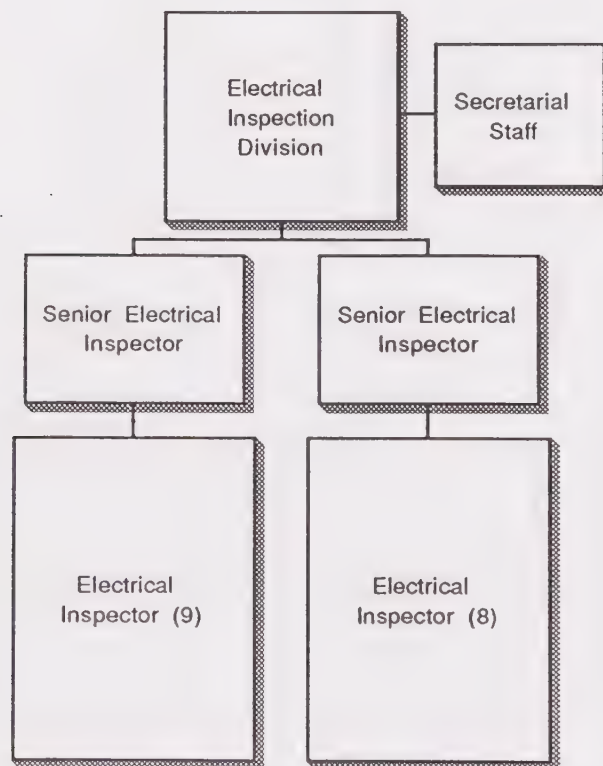 Electrical
Inspection
Division
Secretarial
Staff
Senior Electrical
Inspector
Senior Electrical
Inspector
Electrical
Inspector (9)
Electrical
Inspector (8)